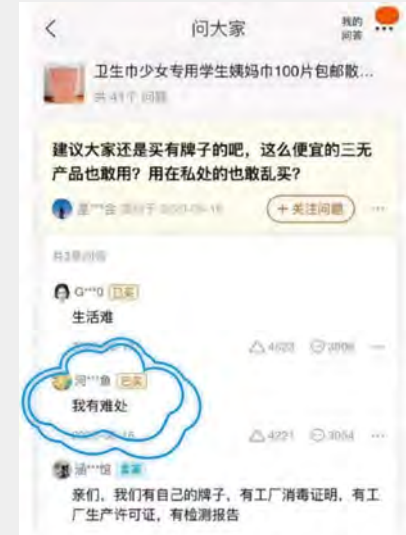 问大家
我的
问答
卫生巾少女专用学生姨妈巾100片包邮散...
共 41个 问题
建议大家还是买有牌子的吧，这么便宜的三无
产品也敢用？用在私处的也敢乱买？
+ 关注问题
G***0 已买
生活难
河***鱼 已买
我有难处
4221 3054
卖家
亲们，我们有自己的牌子，有工厂消毒证明，有工
厂生产许可证，有检测报告